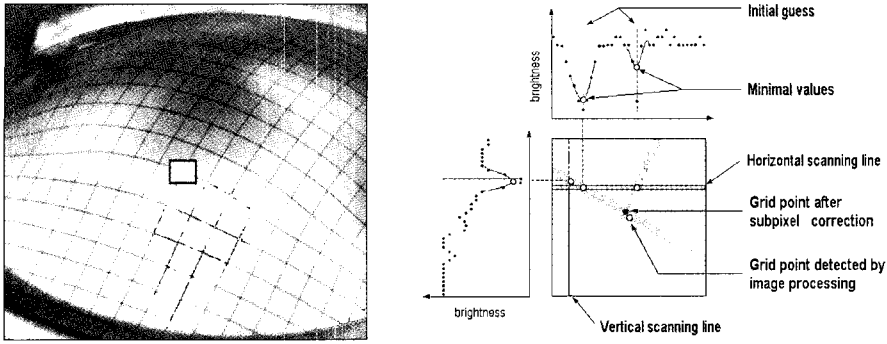 Initial guess
brightness
Minimal values
Horizontal scanning line
Grid point after
subpixel correction
Grid point detected by
image processing
brightness
Vertical scanning line